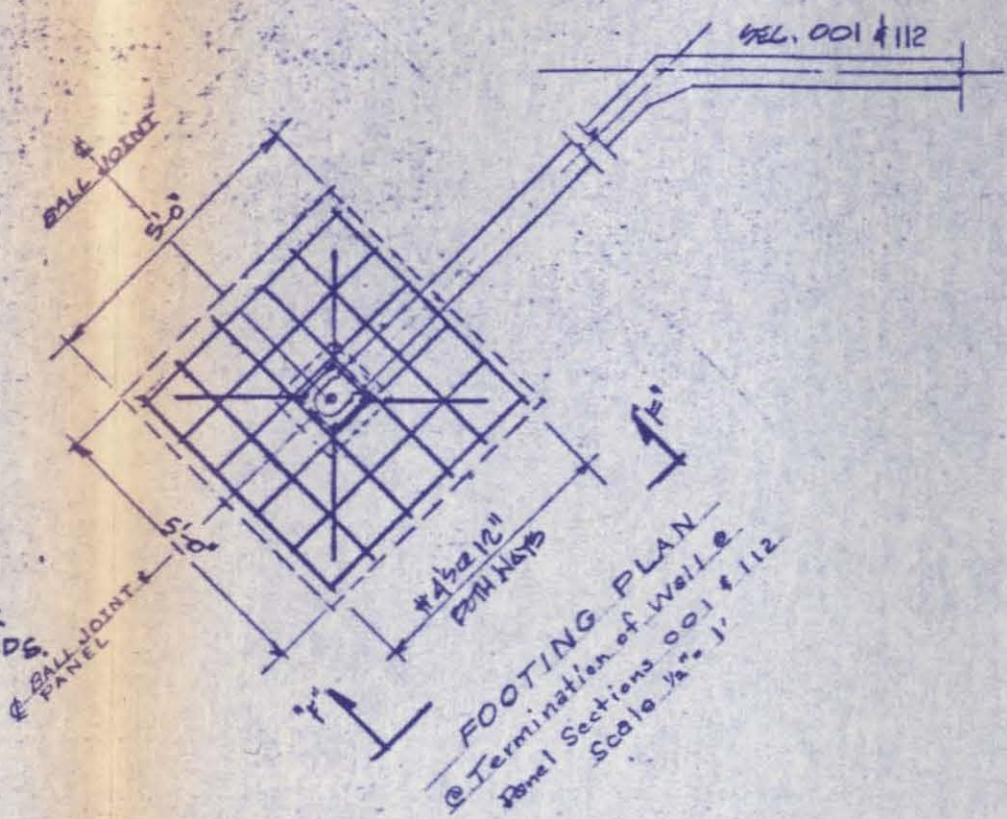 SEC. 001 & 112
℄
BALL JOINT
5'-0"
5'-0"
DS.
℄ BALL JOINT &
PANEL
#4's @ 12"
BOTH WAYS
"F"
"F"
FOOTING PLAN
@ Termination of Wall @
Panel Sections 001 & 112
Scale 1/2" = 1'